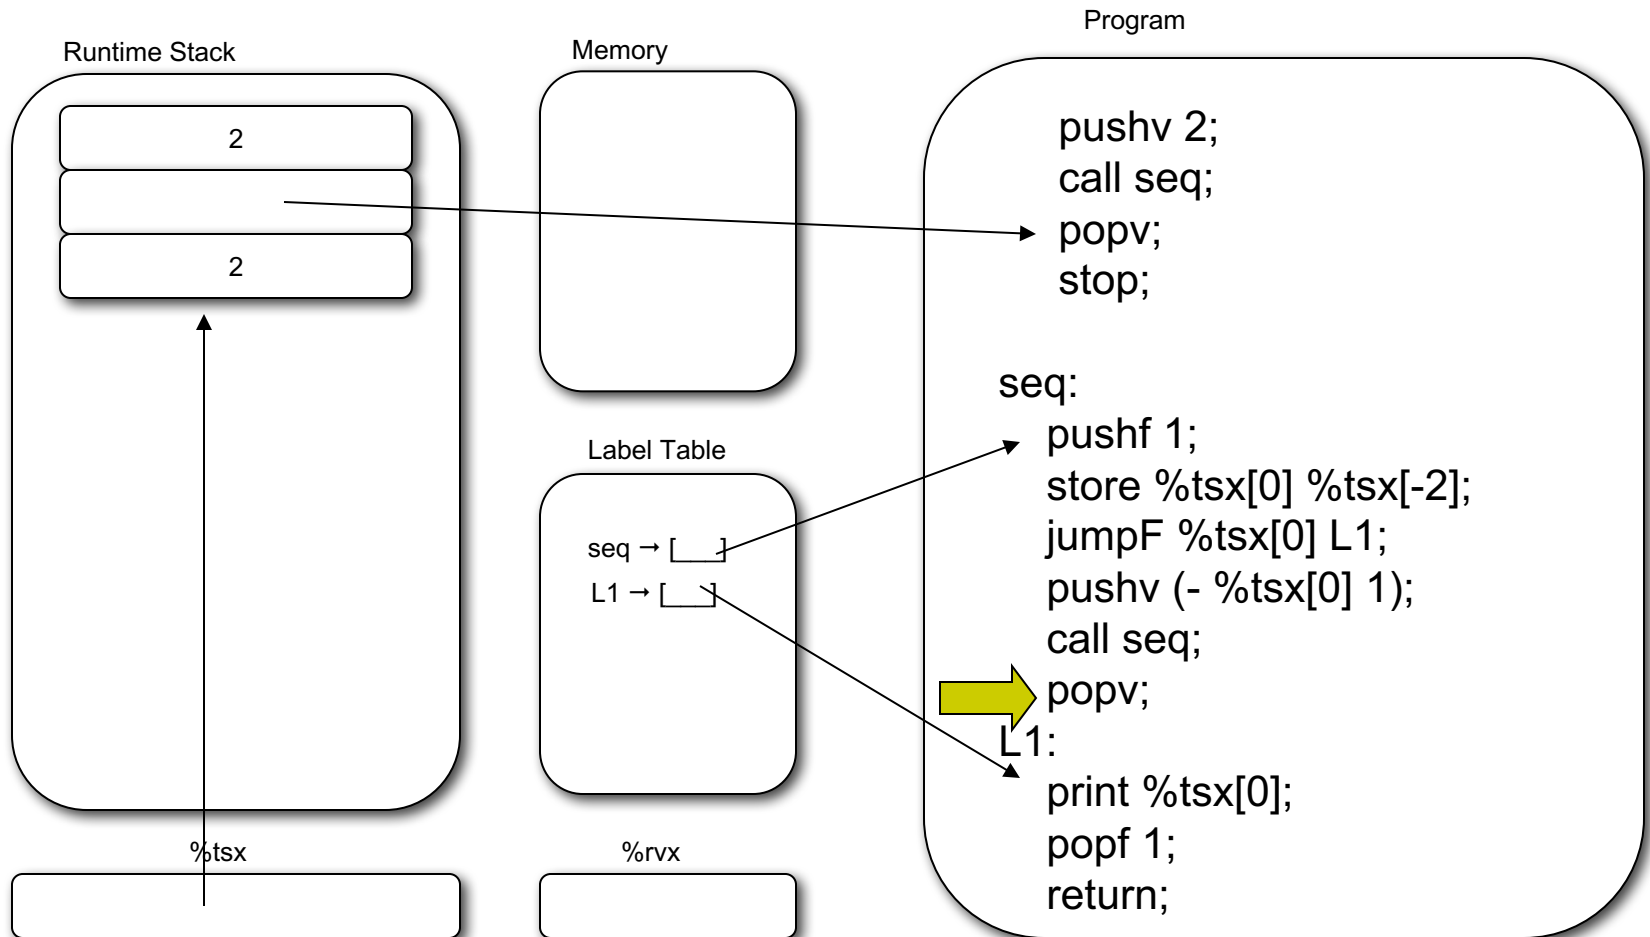 Runtime Stack
2
2
Memory
Label Table
seq → [___]
L1 → [___]
%tsx
%rvx
Program
pushv 2;
call seq;
popv;
stop;
seq:
pushf 1;
store %tsx[0] %tsx[-2];
jumpF %tsx[0] L1;
pushv (- %tsx[0] 1);
call seq;
popv;
L1:
print %tsx[0];
popf 1;
return;